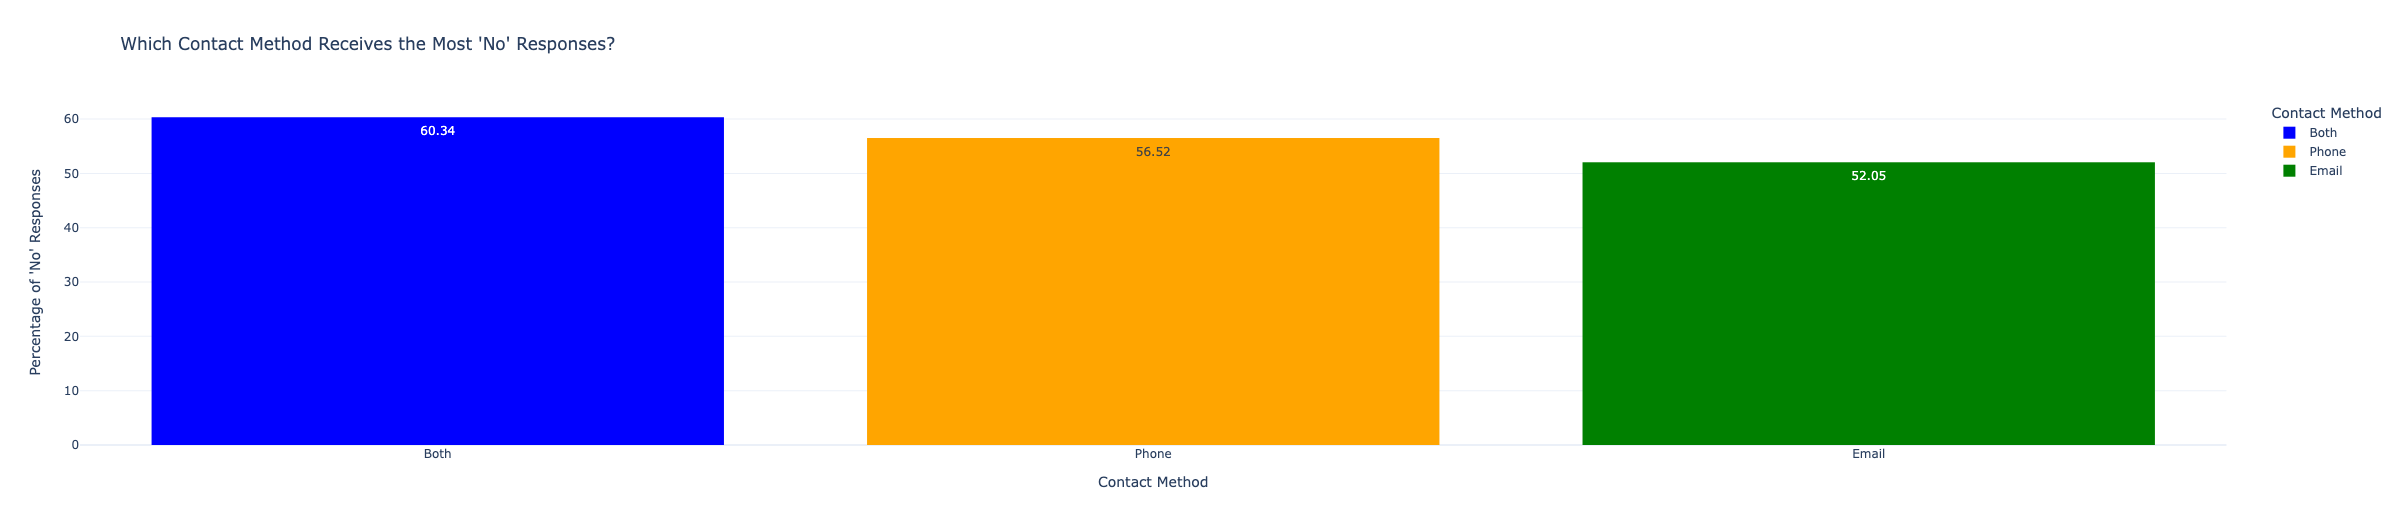 Which Contact Method Receives the Most 'No' Responses?
Percentage of 'No' Responses
60
50
40
30
20
10
0
60.34
56.52
52.05
Both
Phone
Email
Contact Method
Contact Method
Both
Phone
Email